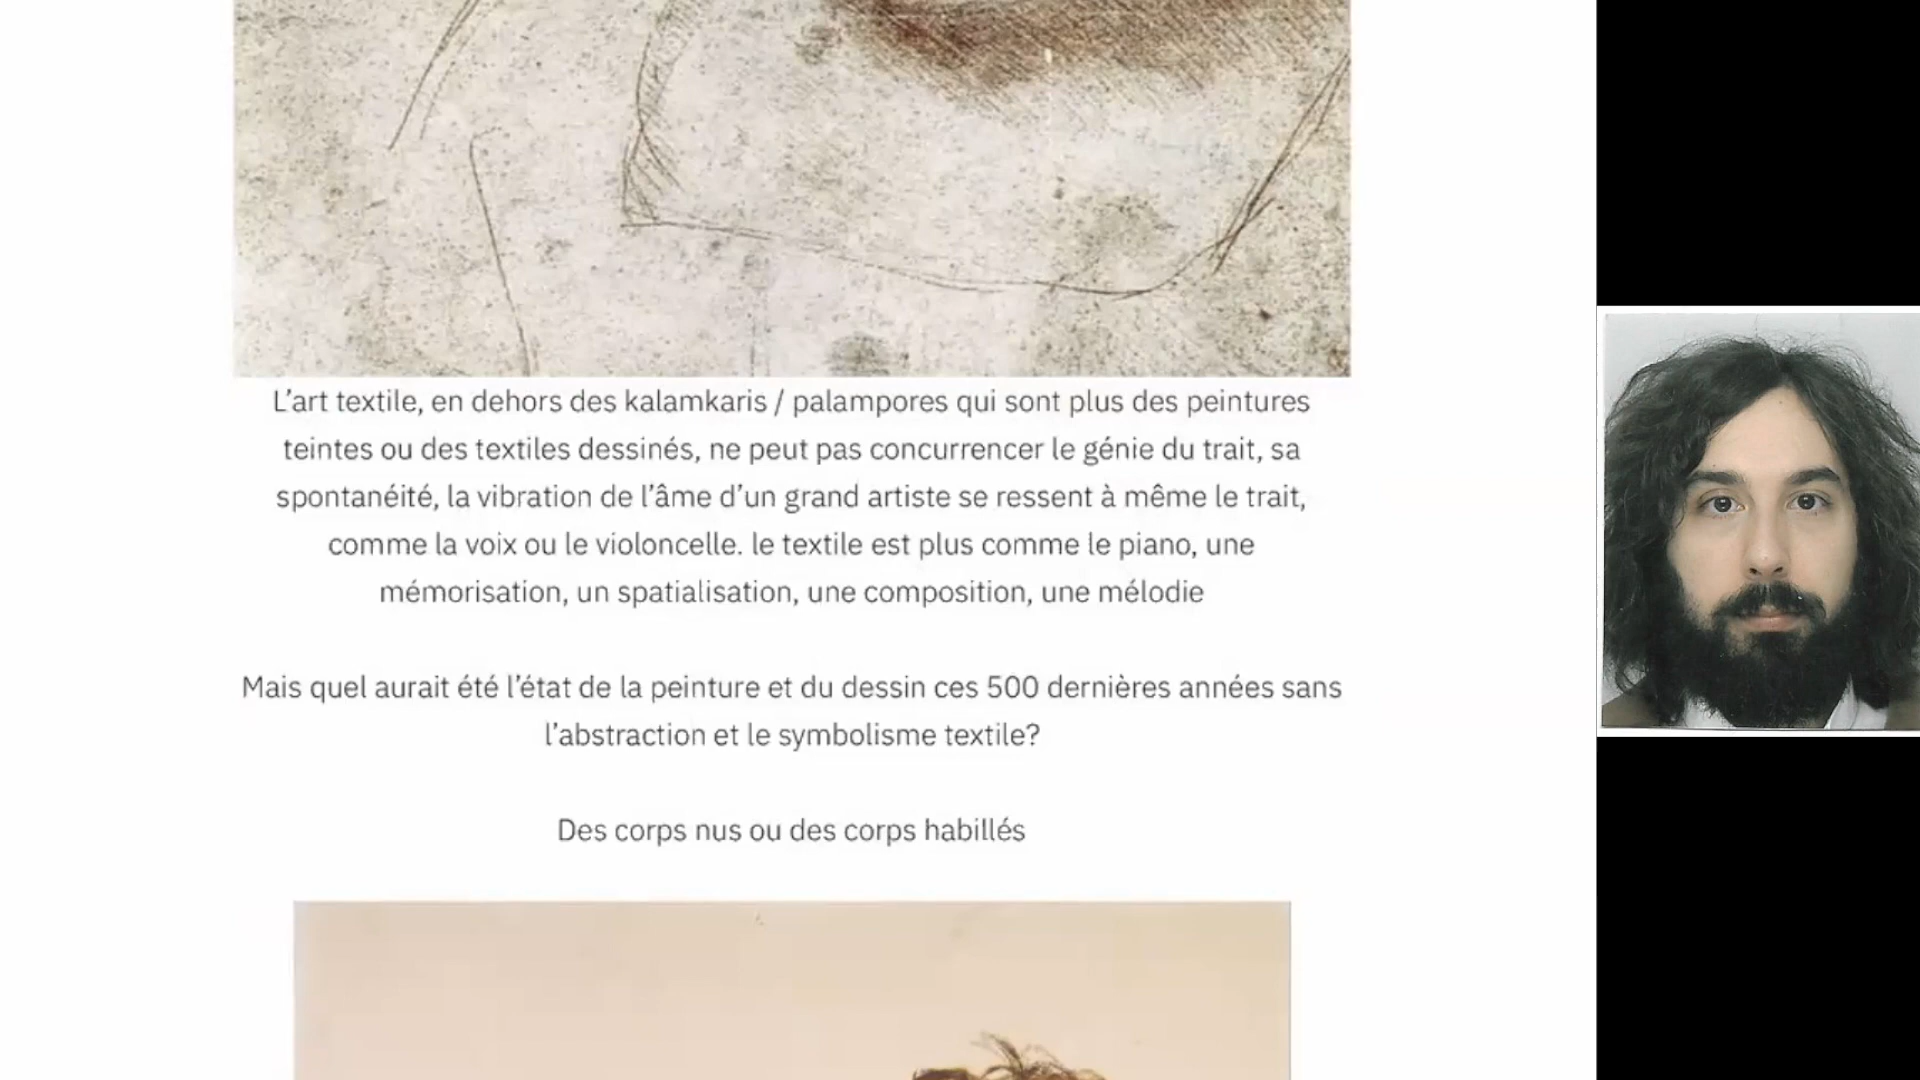 L’art textile, en dehors des kalamkaris / palampores qui sont plus des peintures
teintes ou des textiles dessinés, ne peut pas concurrencer le génie du trait, sa
spontanéité, la vibration de l’âme d’un grand artiste se ressent à même le trait,
comme la voix ou le violoncelle. le textile est plus comme le piano, une
mémorisation, un spatialisation, une composition, une mélodie
Mais quel aurait été l’état de la peinture et du dessin ces 500 dernières années sans
l’abstraction et le symbolisme textile?
Des corps nus ou des corps habillés